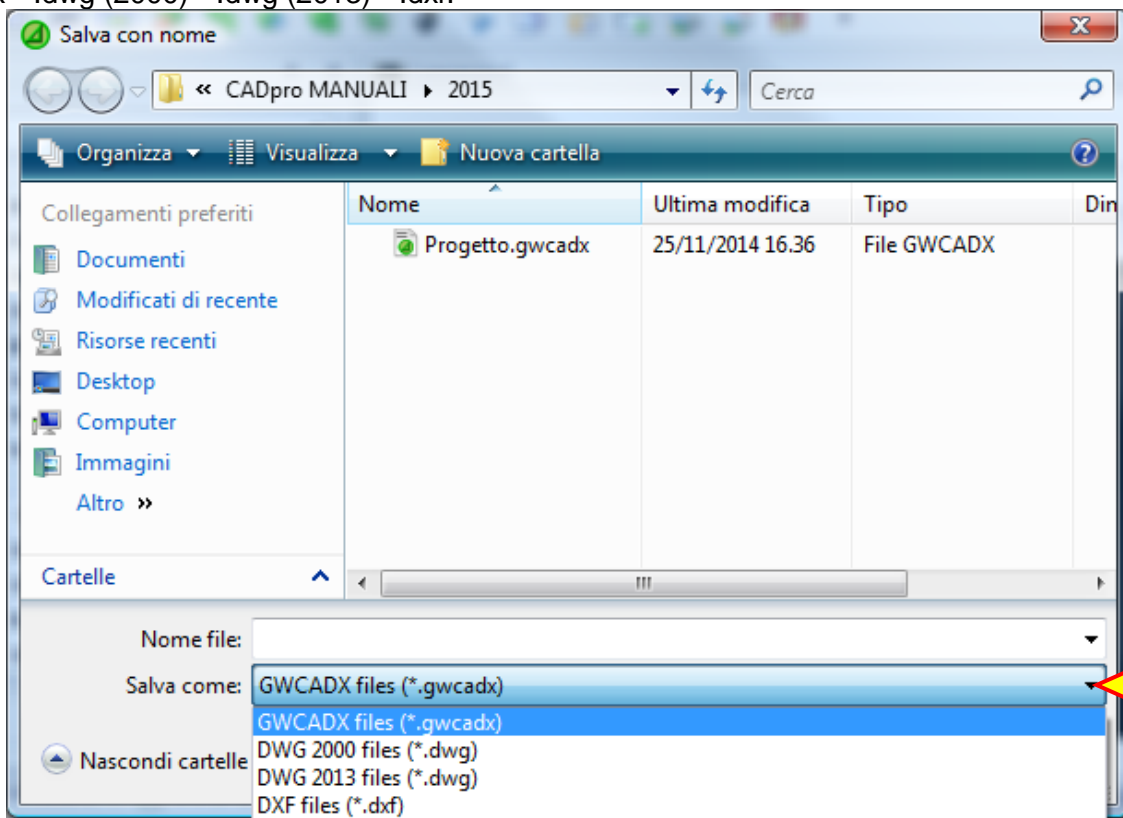 Salva con nome
« CADpro MANUALI ▸ 2015
Cerca
Organizza Visualizza Nuova cartella
Collegamenti preferiti
Nome Ultima modifica Tipo Din
Progetto.gwcadx 25/11/2014 16.36 File GWCADX
Documenti
Modificati di recente
Risorse recenti
Desktop
Computer
Immagini
Altro »
Cartelle
Nome file:
Salva come: GWCADX files (*.gwcadx)
GWCADX files (*.gwcadx)
DWG 2000 files (*.dwg)
Nascondi cartelle
DWG 2013 files (*.dwg)
DXF files (*.dxf)